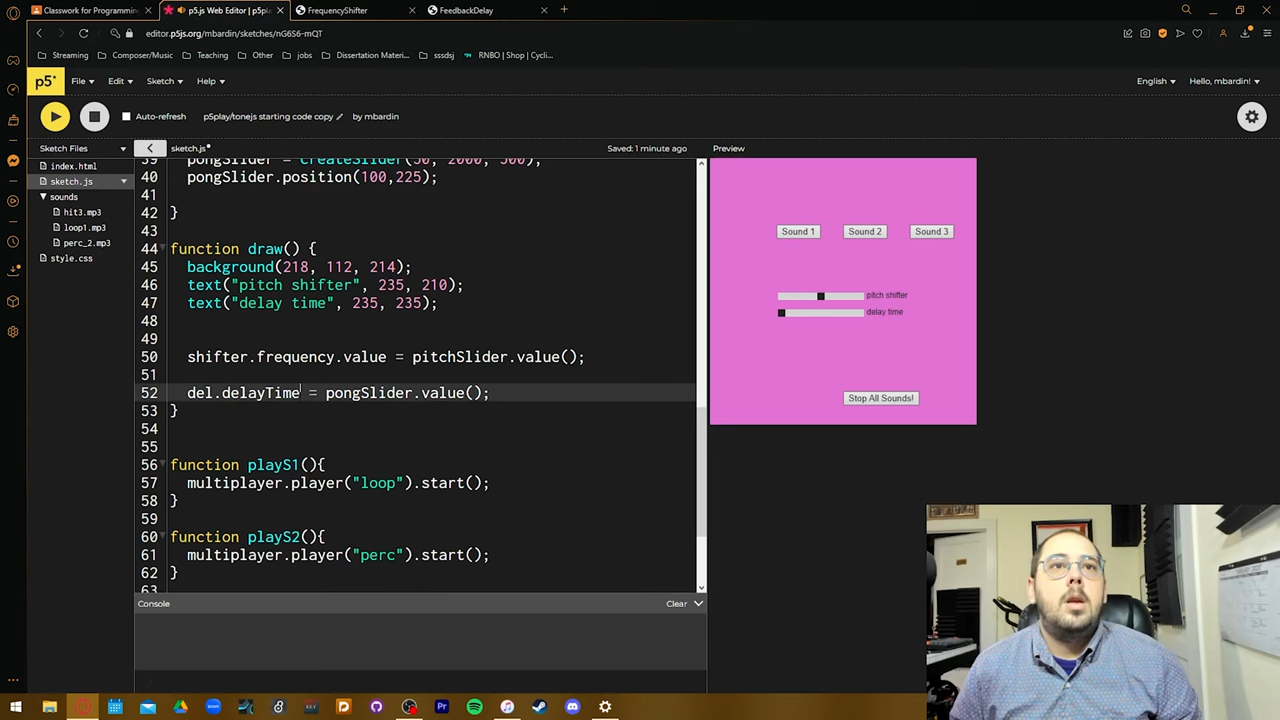 Classwork for Programmin
p5.js Web Editor | p5pla
FrequencyShifter
FeedbackDelay
editor.p5js.org/mbardin/sketches/nG6S6-mQT
Streaming
Composer/Music
Teaching
Other
jobs
Dissertation Materi...
sssdsj
RNBO | Shop | Cycli...
p5*
File
Edit
Sketch
Help
English
Hello, mbardin!
Auto-refresh
p5play/tonejs starting code copy
by mbardin
Sketch Files
sketch.js
Saved: 1 minute ago
Preview
index.html
sketch.js
sounds
hit3.mp3
loop1.mp3
perc_2.mp3
style.css
39 pongSlider = createSlider(50, 2000, 500);
40 pongSlider.position(100,225);
41
42 }
43
44 function draw() {
45 background(218, 112, 214);
46 text("pitch shifter", 235, 210);
47 text("delay time", 235, 235);
48
49
50 shifter.frequency.value = pitchSlider.value();
51
52 del.delayTime = pongSlider.value();
53 }
54
55
56 function playS1(){
57 multiplayer.player("loop").start();
58 }
59
60 function playS2(){
61 multiplayer.player("perc").start();
62 }
63
Sound 1
Sound 2
Sound 3
pitch shifter
delay time
Stop All Sounds!
Console
Clear